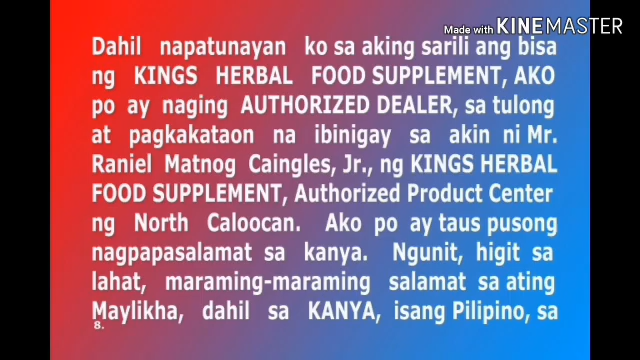 Made with KINEMASTER
Dahil napatunayan ko sa aking sarili ang bisa
ng KINGS HERBAL FOOD SUPPLEMENT, AKO
po ay naging AUTHORIZED DEALER, sa tulong
at pagkakataon na ibinigay sa akin ni Mr.
Raniel Matnog Caingles, Jr., ng KINGS HERBAL
FOOD SUPPLEMENT, Authorized Product Center
ng North Caloocan. Ako po ay taus pusong
nagpapasalamat sa kanya. Ngunit, higit sa
lahat, maraming-maraming salamat sa ating
Maylikha, dahil sa KANYA, isang Pilipino, sa
8.